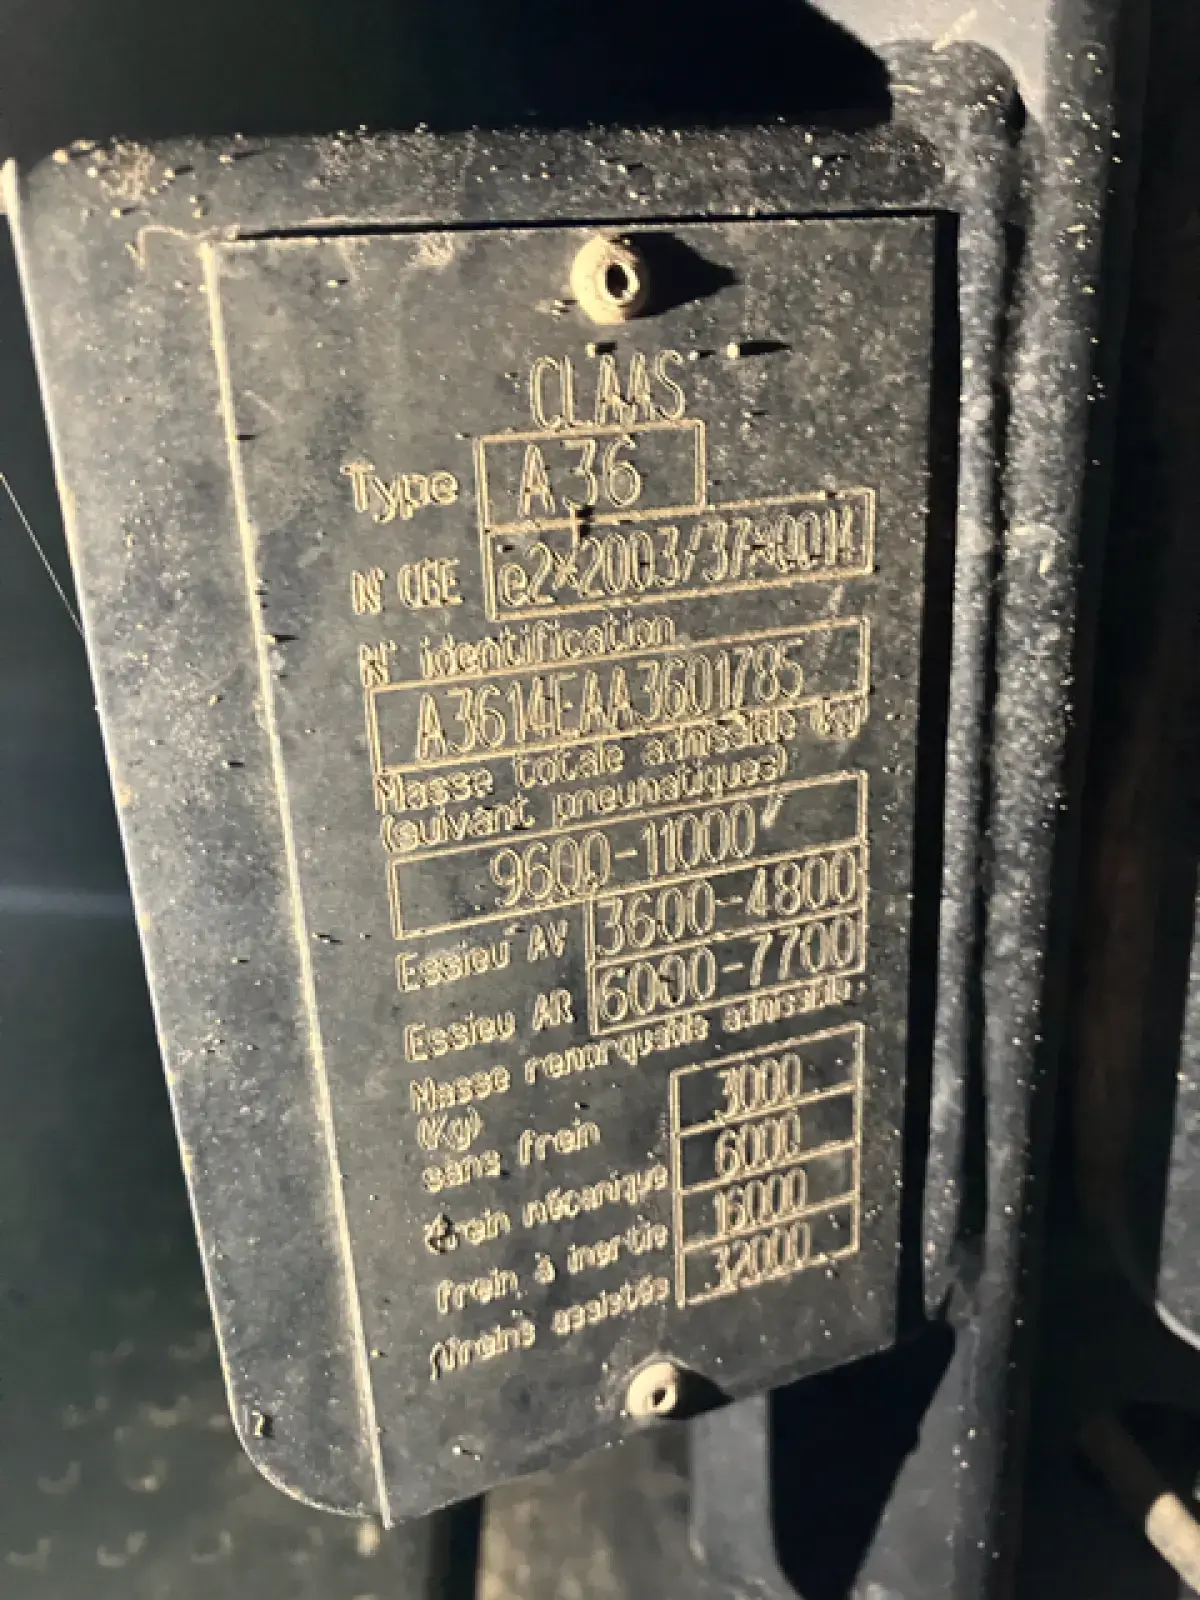 CLAAS
Type A36
N° CEE e2*2003/37*0014
N° identification
A3614EAA3601785
Masse totale admissible (kg)
(suivant pneumatiques)
9600-11000
Essieu AV 3600-4800
Essieu AR 6000-7700
Masse remorquable admissible
(Kg)
sans frein 3000
frein mécanique 6000
frein à inertie 16000
freins assistés 32000